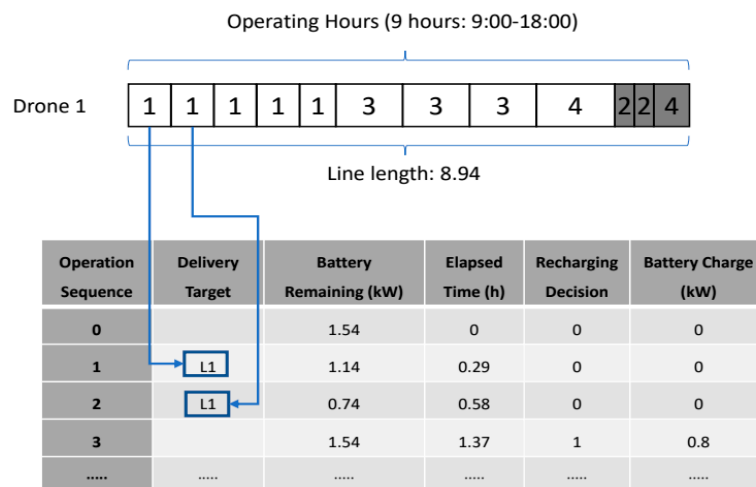 Operating Hours (9 hours: 9:00-18:00)
Drone 1 1 1 1 1 1 3 3 3 4 2 2 4
Line length: 8.94
Operation Sequence Delivery Target Battery Remaining (kW) Elapsed Time (h) Recharging Decision Battery Charge (kW)
0 1.54 0 0 0
1 L1 1.14 0.29 0 0
2 L1 0.74 0.58 0 0
3 1.54 1.37 1 0.8
..... ..... ..... ..... ..... .....